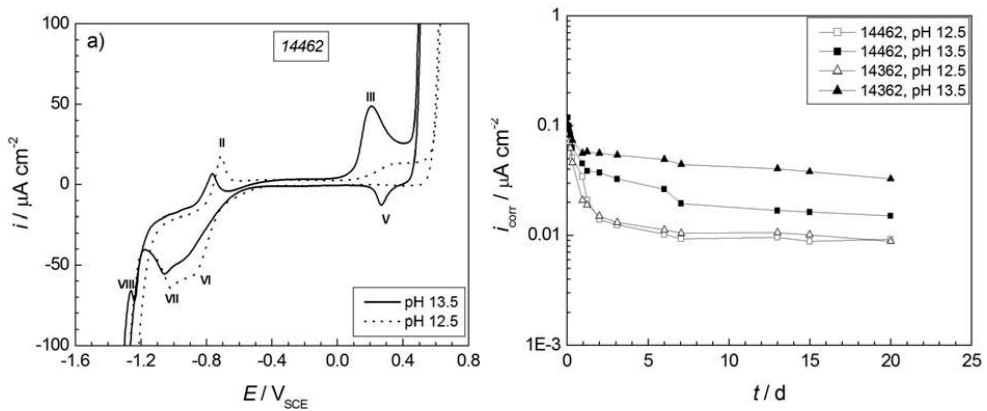 a)
14462
100
50
0
-50
-100
i / µA cm⁻²
II
III
V
VI
VII
VIII
pH 13.5
pH 12.5
-1.6 -1.2 -0.8 -0.4 0.0 0.4 0.8
E / V_SCE
1
0.1
0.01
1E-3
i_corr / µA cm⁻²
14462, pH 12.5
14462, pH 13.5
14362, pH 12.5
14362, pH 13.5
0 5 10 15 20 25
t / d